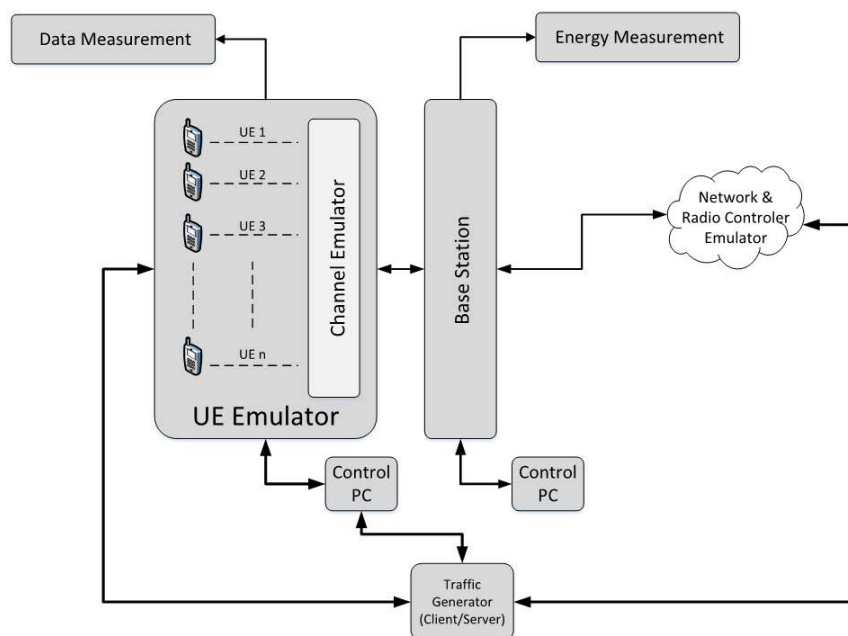 Data Measurement
Energy Measurement
UE 1
UE 2
UE 3
UE n
Channel Emulator
UE Emulator
Base Station
Network &
Radio Controler
Emulator
Control
PC
Control
PC
Traffic
Generator
(Client/Server)